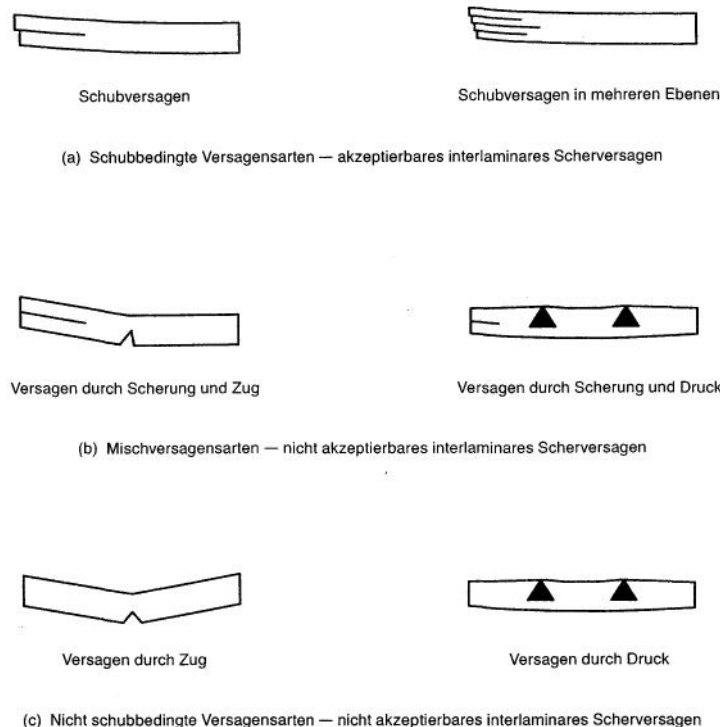 Schubversagen
Schubversagen in mehreren Ebenen
(a) Schubbedingte Versagensarten — akzeptierbares interlaminares Scherversagen
Versagen durch Scherung und Zug
Versagen durch Scherung und Druck
(b) Mischversagensarten — nicht akzeptierbares interlaminares Scherversagen
Versagen durch Zug
Versagen durch Druck
(c) Nicht schubbedingte Versagensarten — nicht akzeptierbares interlaminares Scherversagen